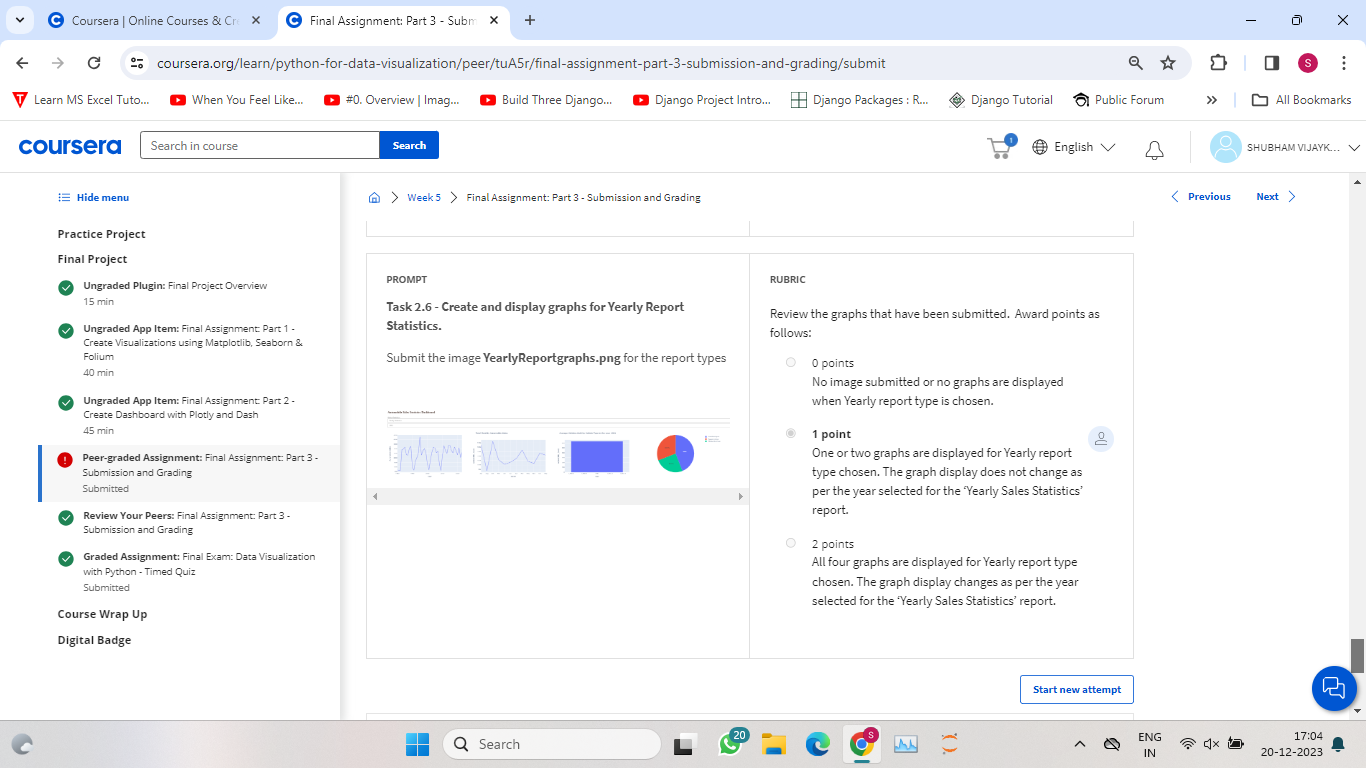 Coursera | Online Courses & Cr
Final Assignment: Part 3 - Subm
coursera.org/learn/python-for-data-visualization/peer/tuA5r/final-assignment-part-3-submission-and-grading/submit
S
Learn MS Excel Tuto...
When You Feel Like...
#0. Overview | Imag...
Build Three Django...
Django Project Intro...
Django Packages : R...
Django Tutorial
Public Forum
All Bookmarks
coursera
Search in course
Search
1
English
SHUBHAM VIJAYK...
Hide menu
Week 5
Final Assignment: Part 3 - Submission and Grading
Previous
Next
Practice Project
Final Project
Ungraded Plugin: Final Project Overview
15 min
Ungraded App Item: Final Assignment: Part 1 -
Create Visualizations using Matplotlib, Seaborn &
Folium
40 min
Ungraded App Item: Final Assignment: Part 2 -
Create Dashboard with Plotly and Dash
45 min
Peer-graded Assignment: Final Assignment: Part 3 -
Submission and Grading
Submitted
Review Your Peers: Final Assignment: Part 3 -
Submission and Grading
Graded Assignment: Final Exam: Data Visualization
with Python - Timed Quiz
Submitted
Course Wrap Up
Digital Badge
PROMPT
Task 2.6 - Create and display graphs for Yearly Report
Statistics.
Submit the image YearlyReportgraphs.png for the report types
RUBRIC
Review the graphs that have been submitted. Award points as
follows:
0 points
No image submitted or no graphs are displayed
when Yearly report type is chosen.
1 point
One or two graphs are displayed for Yearly report
type chosen. The graph display does not change as
per the year selected for the ‘Yearly Sales Statistics’
report.
2 points
All four graphs are displayed for Yearly report type
chosen. The graph display changes as per the year
selected for the ‘Yearly Sales Statistics’ report.
Start new attempt
Search
20
S
ENG
IN
17:04
20-12-2023